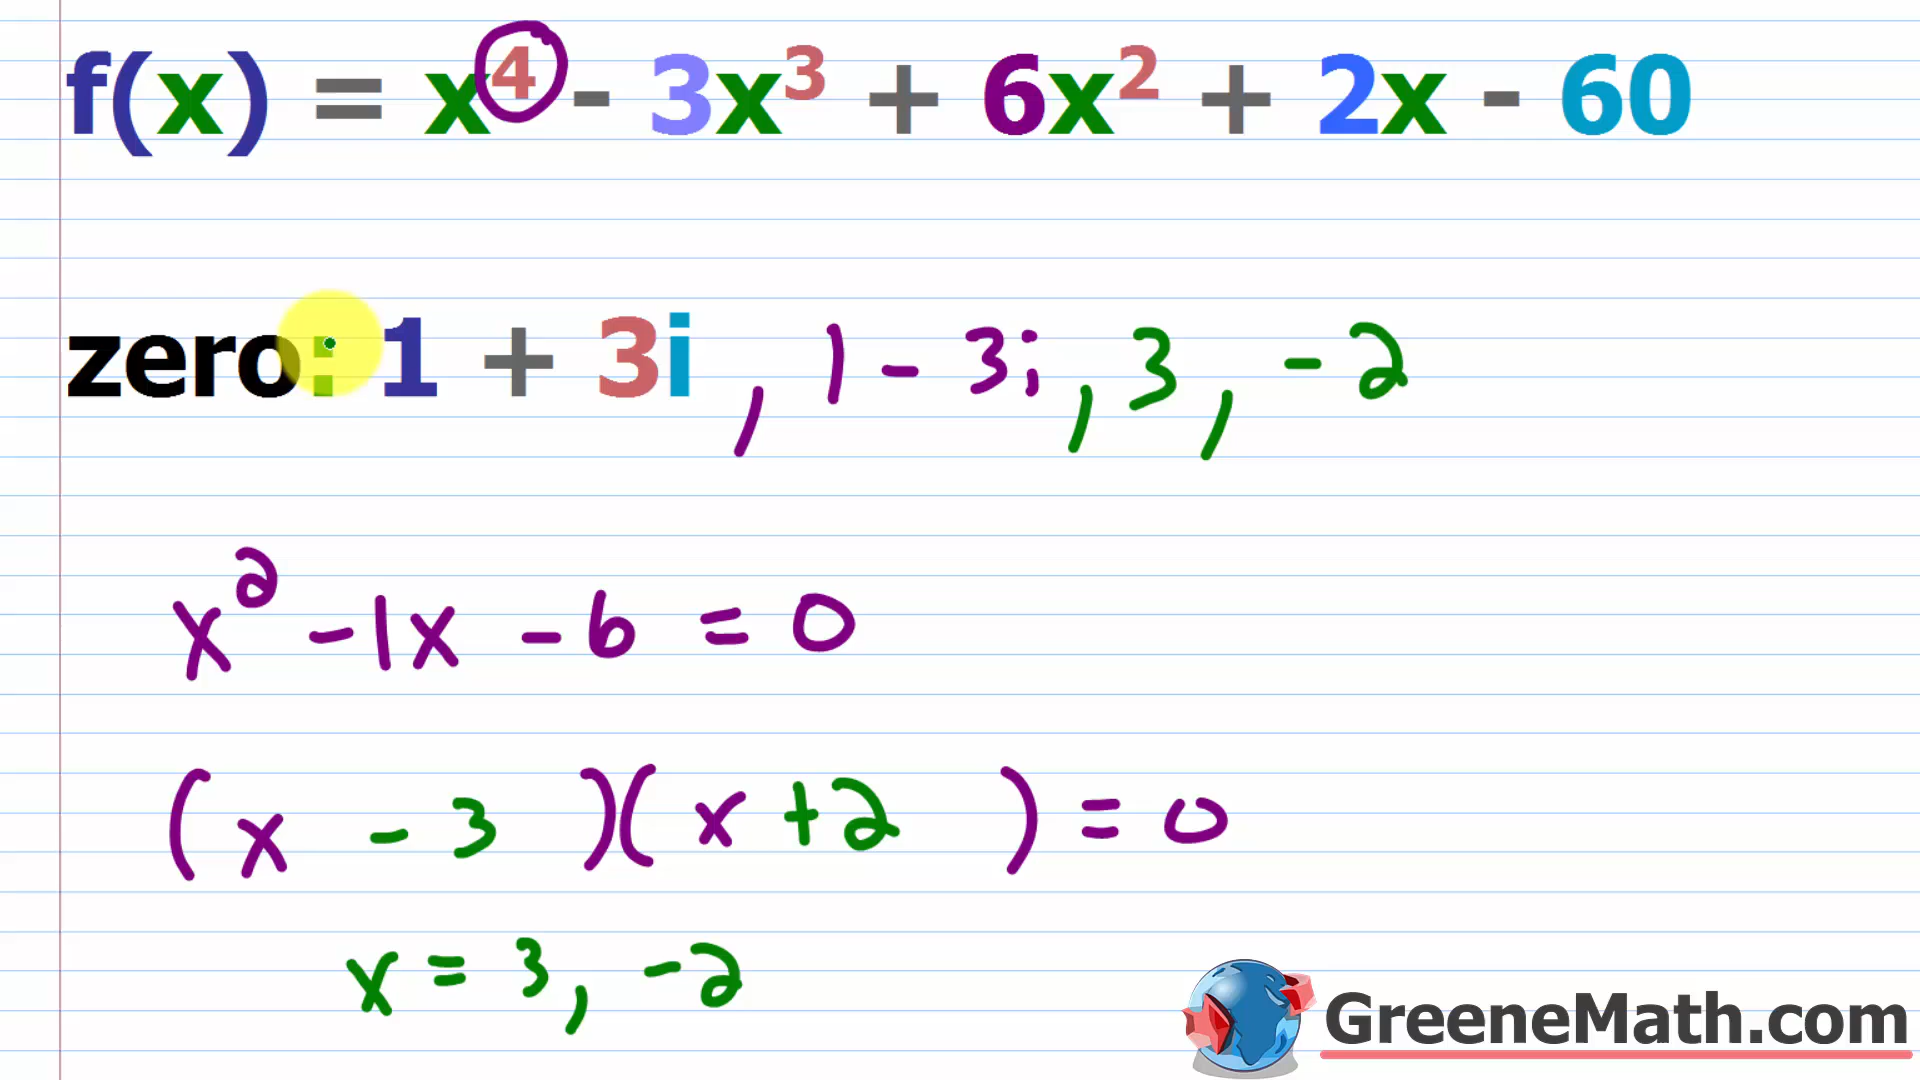 f(x) = x⁴ - 3x³ + 6x² + 2x - 60
zero: 1 + 3i , 1 - 3i , 3 , -2
x² - 1x - 6 = 0
(x - 3)(x + 2) = 0
x = 3, -2
GreeneMath.com